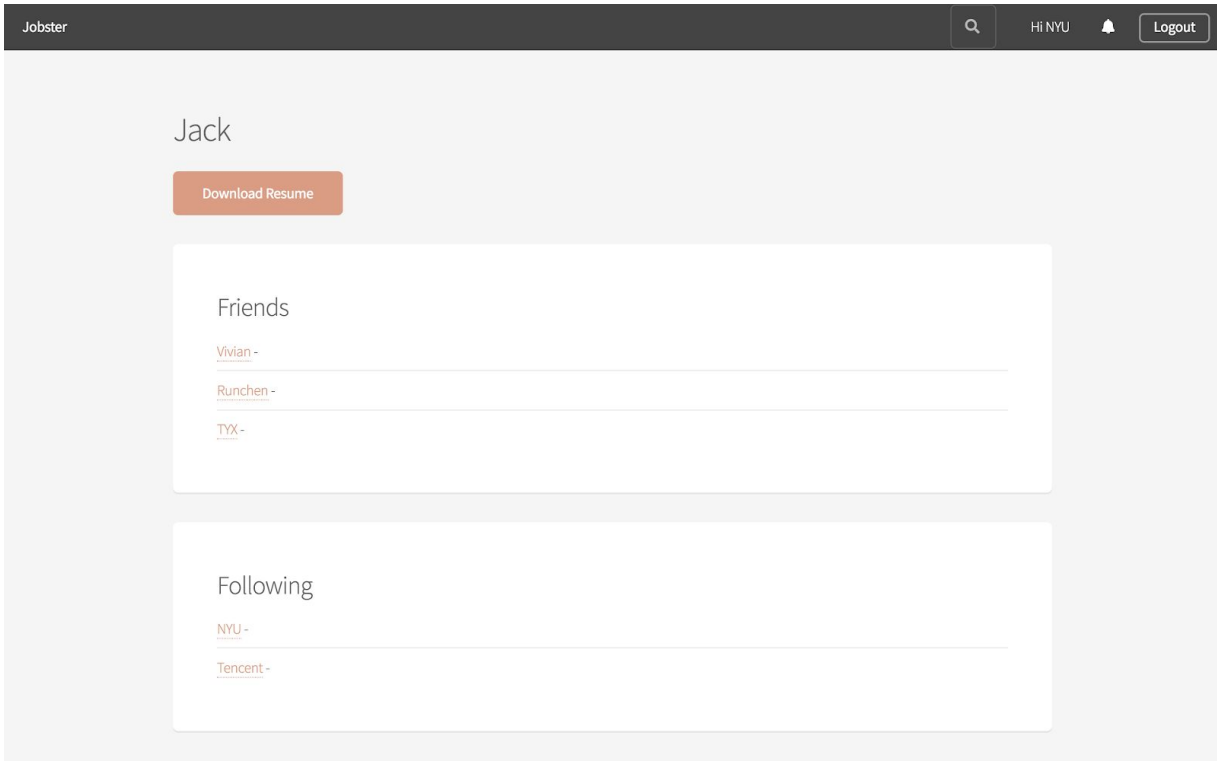 Jobster Hi NYU Logout
Jack
Download Resume
Friends
Vivian -
Runchen -
TYX -
Following
NYU -
Tencent -